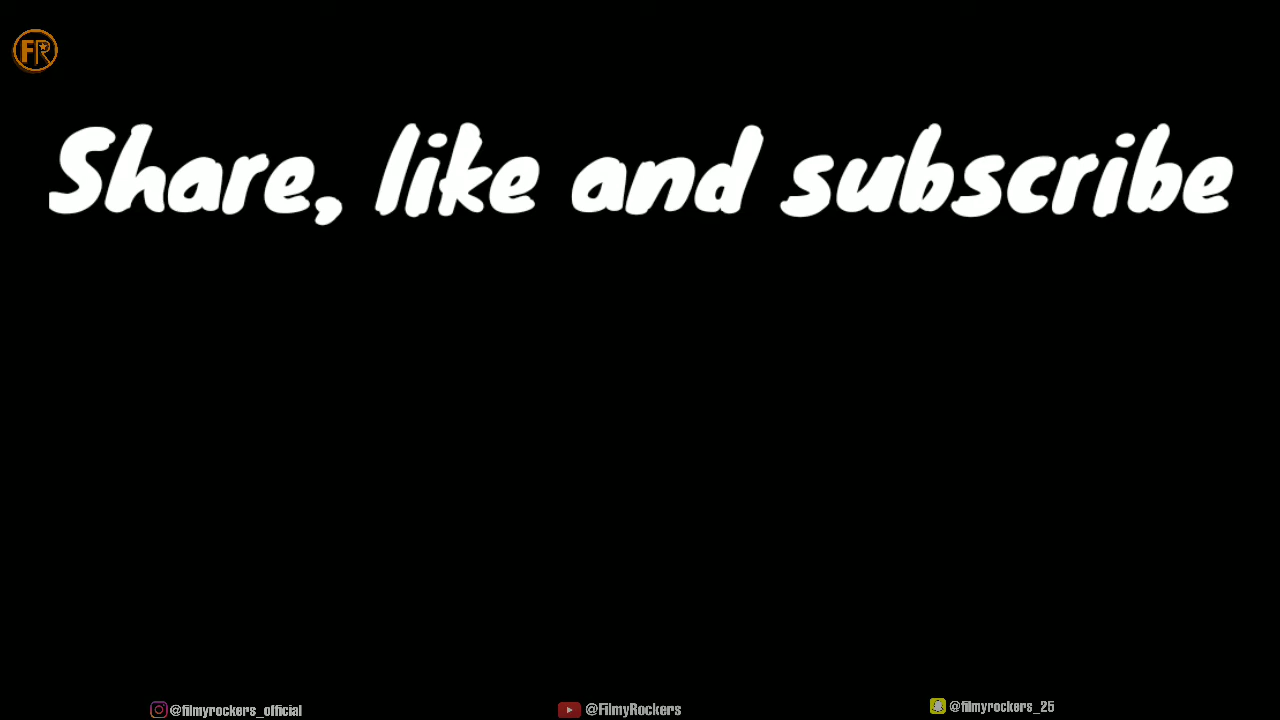 FR
Share, like and subscribe
@filmyrockers_official
@FilmyRockers
@filmyrockers_25